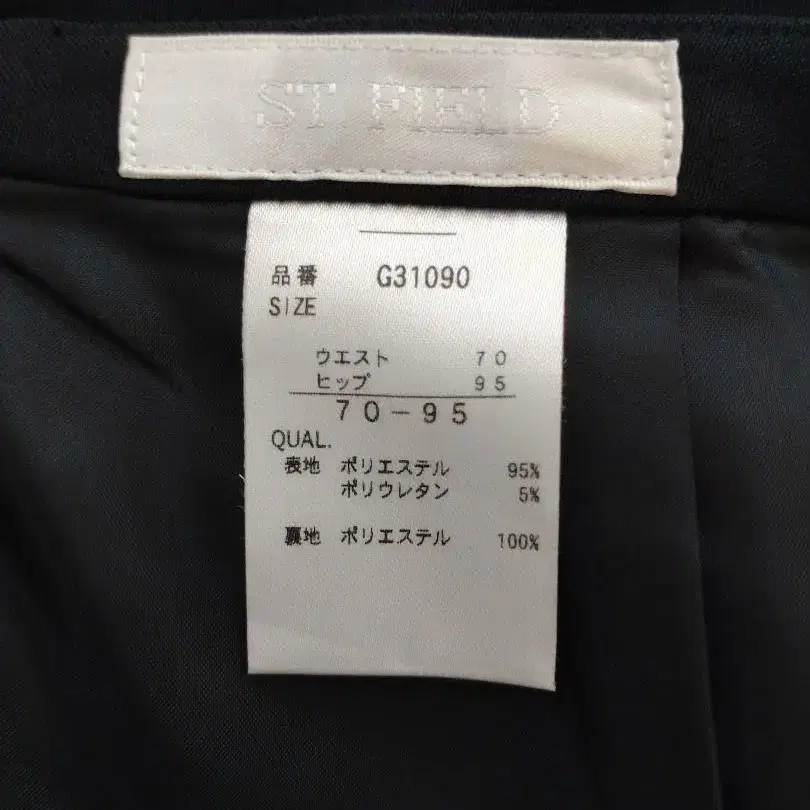 ST FIELD
品番 G31090
SIZE
ウエスト 70
ヒップ 95
70-95
QUAL.
表地 ポリエステル 95%
ポリウレタン 5%
裏地 ポリエステル 100%